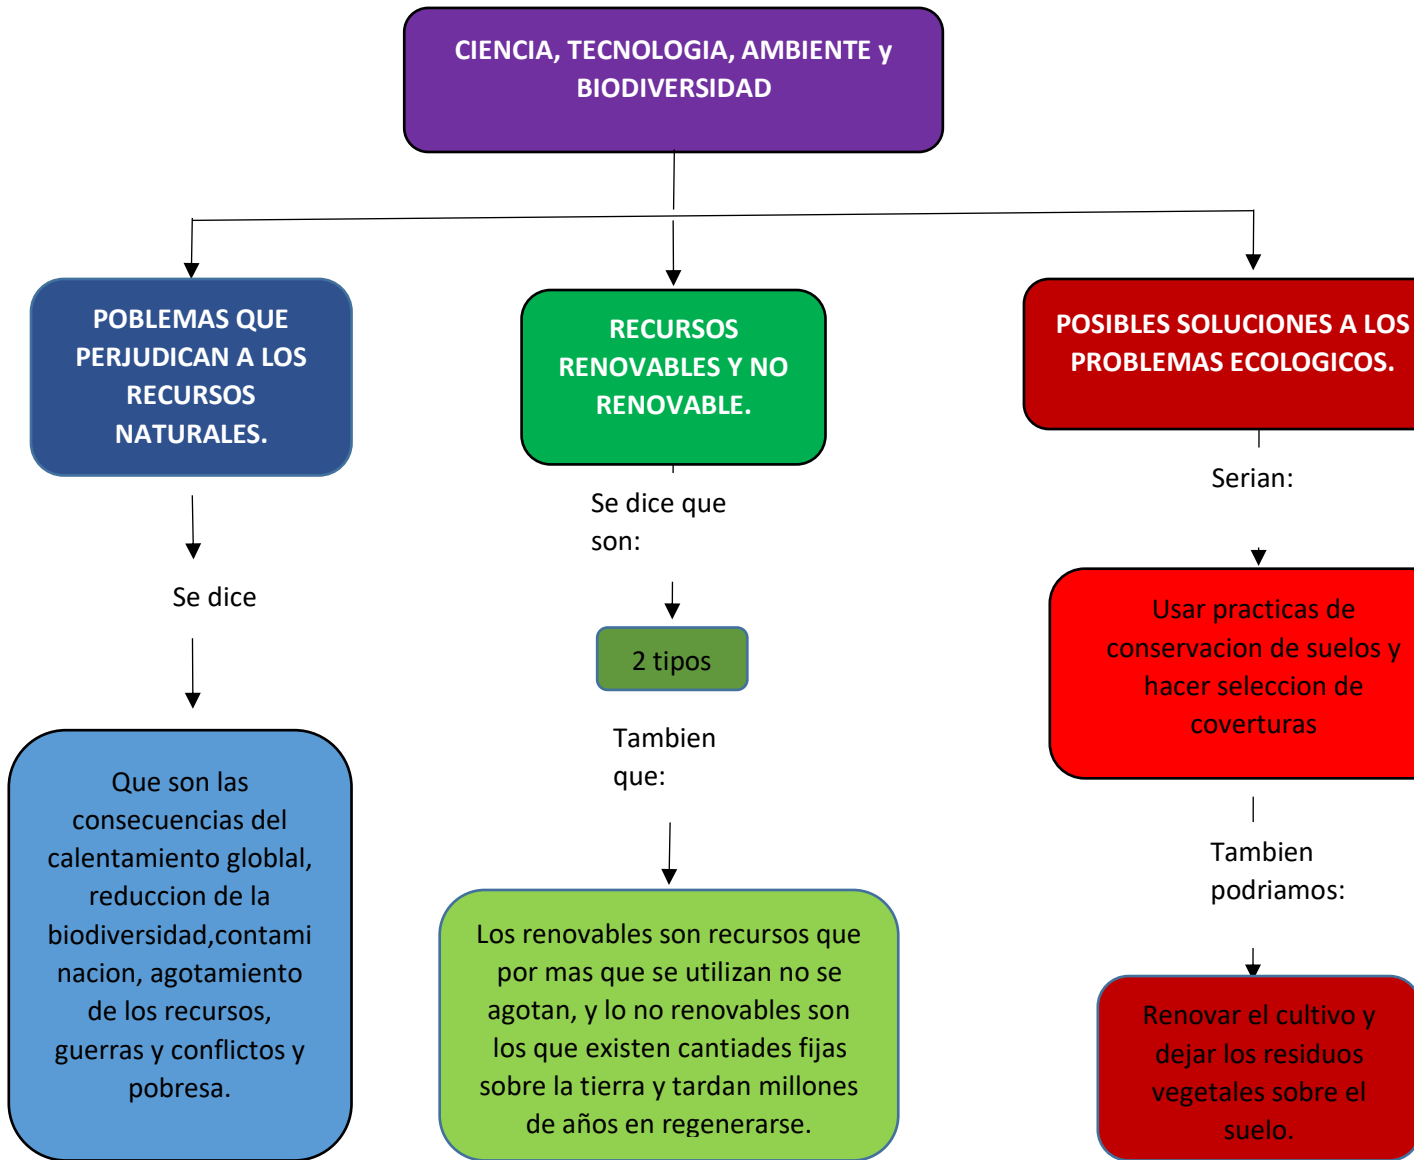 CIENCIA, TECNOLOGIA, AMBIENTE y
BIODIVERSIDAD
POBLEMAS QUE
PERJUDICAN A LOS
RECURSOS
NATURALES.
Se dice
Que son las
consecuencias del
calentamiento globlal,
reduccion de la
biodiversidad,contami
nacion, agotamiento
de los recursos,
guerras y conflictos y
pobresa.
RECURSOS
RENOVABLES Y NO
RENOVABLE.
Se dice que
son:
2 tipos
Tambien
que:
Los renovables son recursos que
por mas que se utilizan no se
agotan, y lo no renovables son
los que existen cantiades fijas
sobre la tierra y tardan millones
de años en regenerarse.
POSIBLES SOLUCIONES A LOS
PROBLEMAS ECOLOGICOS.
Serian:
Usar practicas de
conservacion de suelos y
hacer seleccion de
coverturas
Tambien
podriamos:
Renovar el cultivo y
dejar los residuos
vegetales sobre el
suelo.